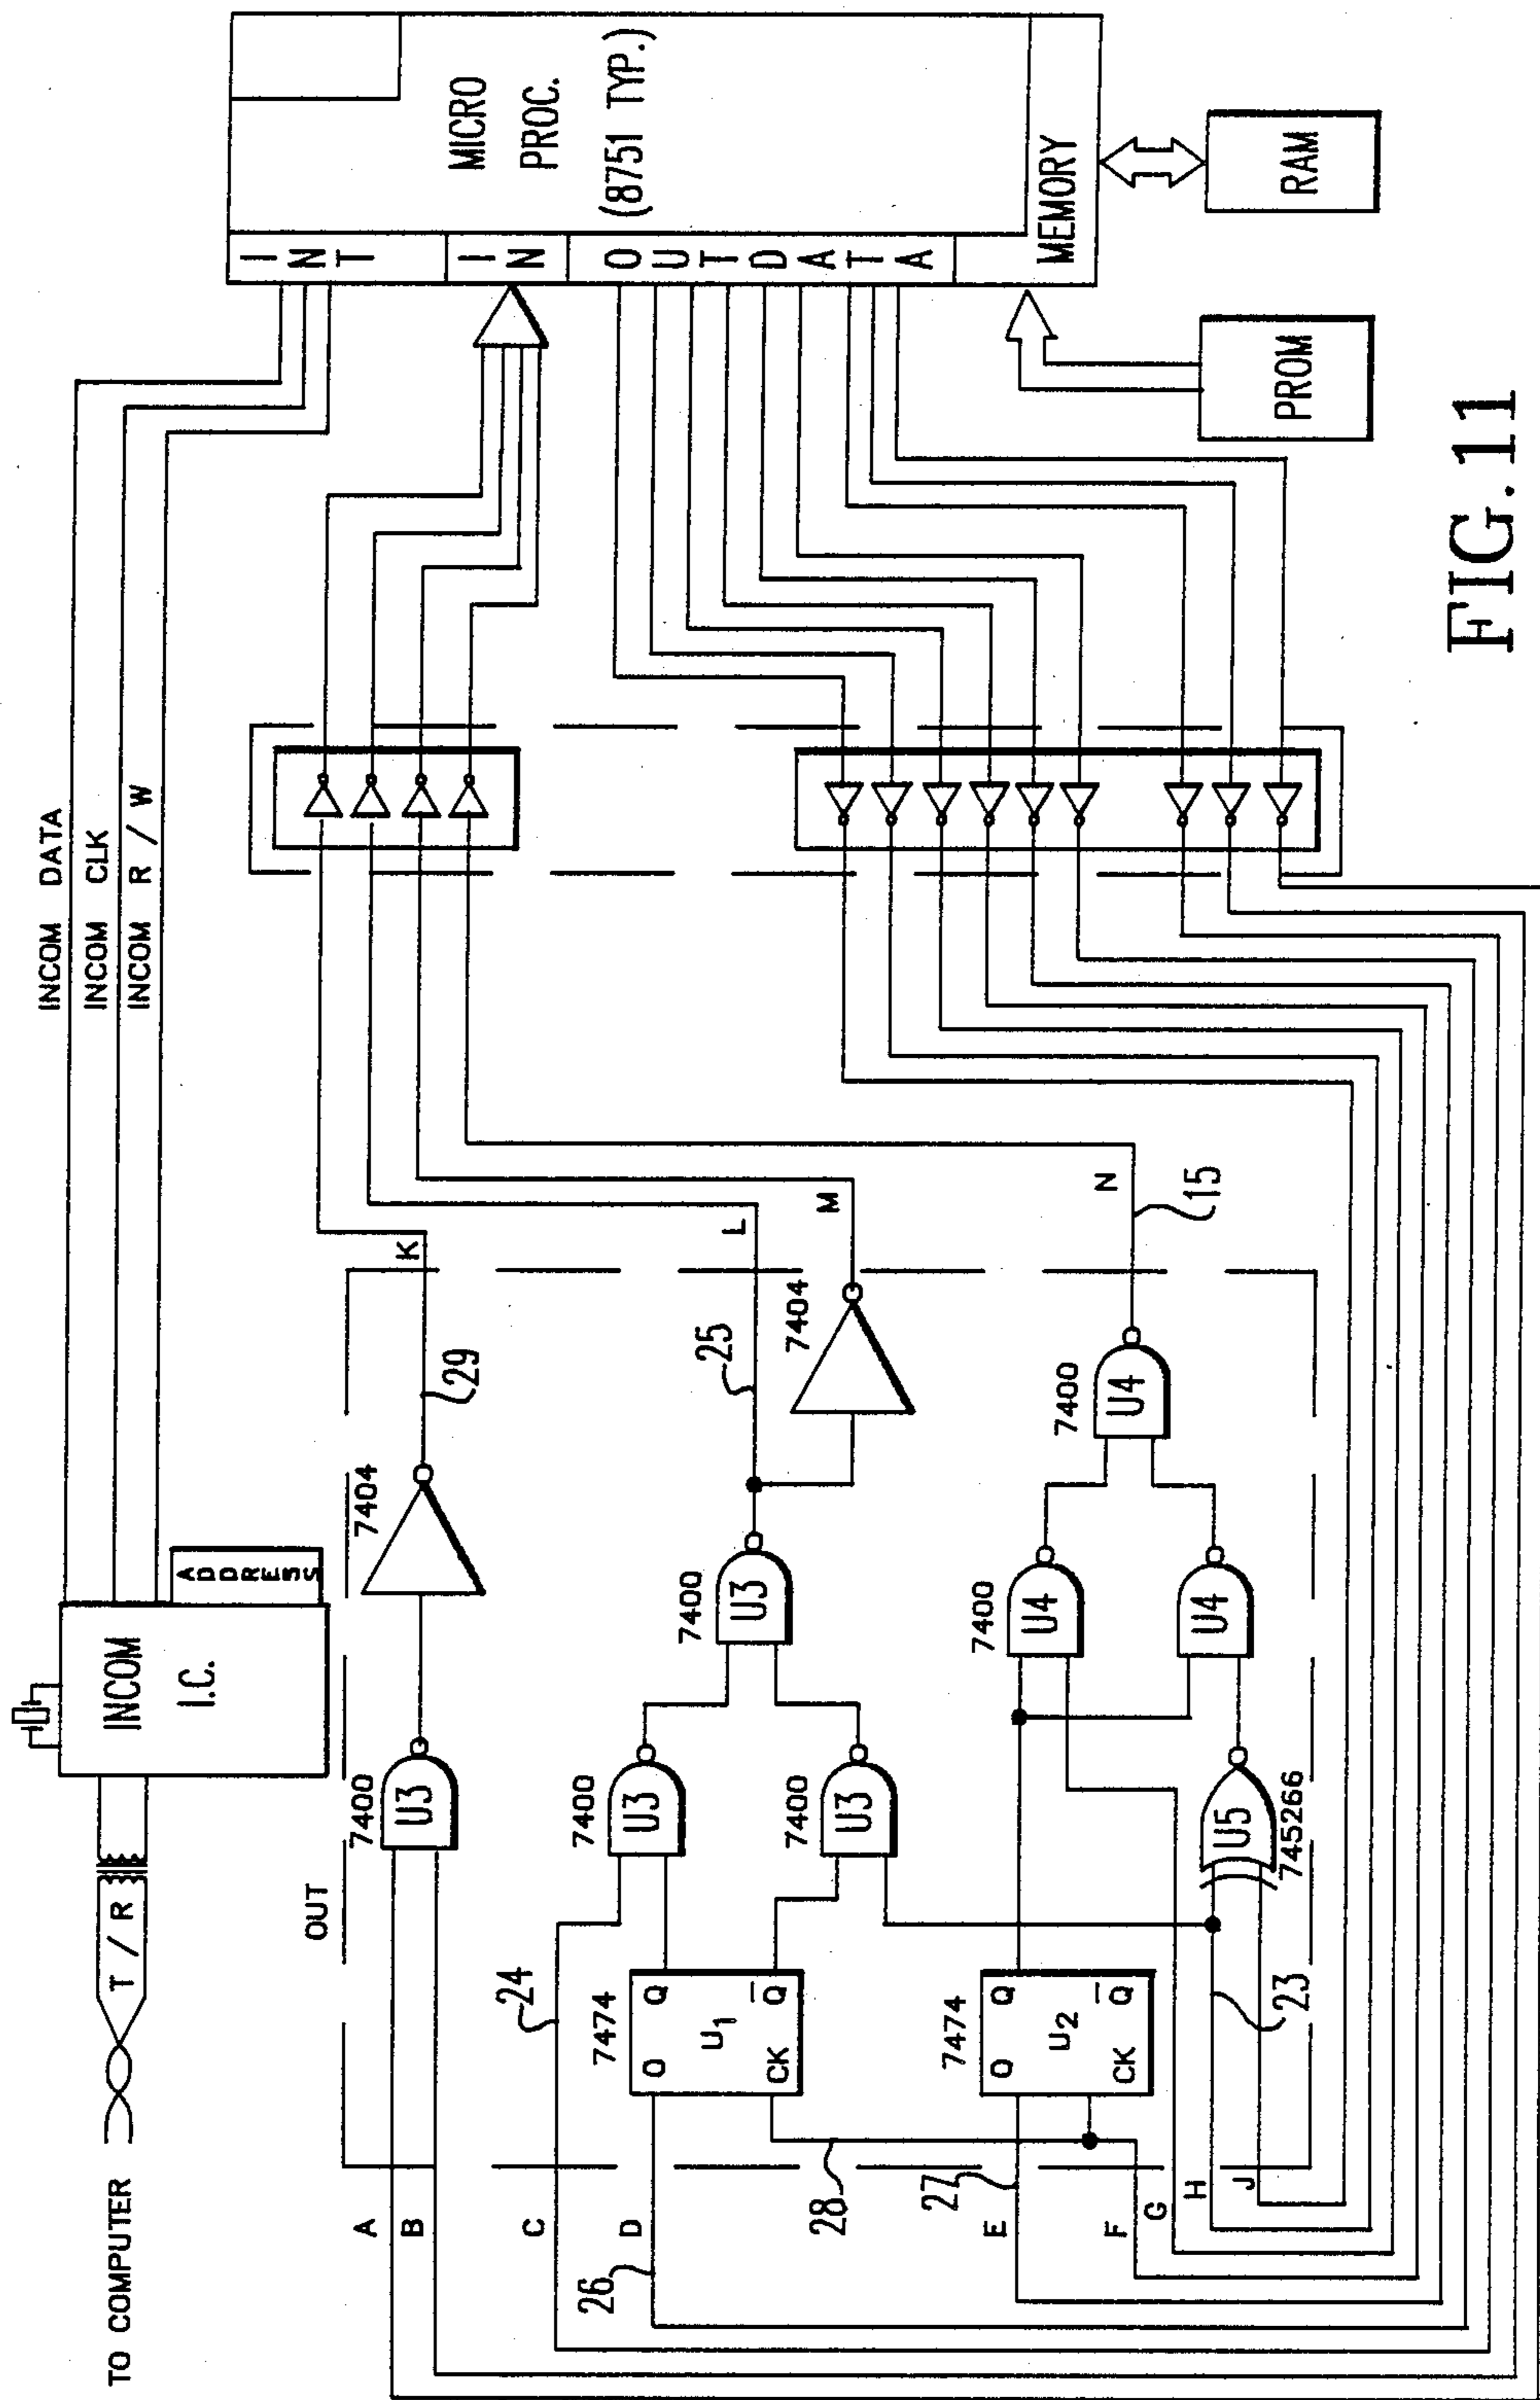 TO COMPUTER
T / R
INCOM
I.C.
ADDRESS
INCOM DATA
INCOM CLK
INCOM R / W
INT
IN
OUT DATA
MICRO
PROC.
(8751 TYP.)
MEMORY
PROM
RAM
OUT
A
B
7400
U3
7404
29
K
C
24
D
26
7474
O
Q
U1
CK
Q
7400
U3
7400
U3
7400
U3
25
L
7404
M
28
E
27
F
G
H
J
7474
O
Q
U2
CK
Q
23
U5
745266
7400
U4
U4
7400
U4
N
15
FIG. 11